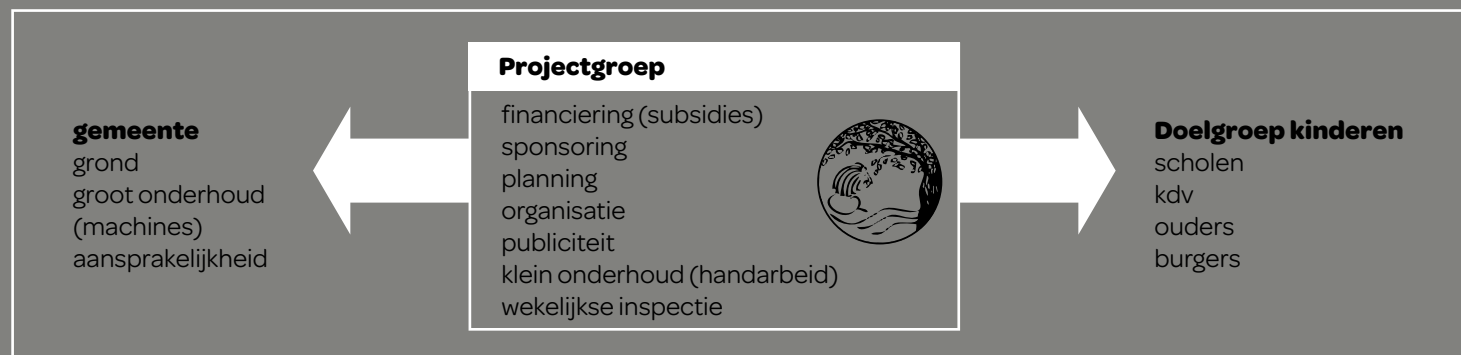 gemeente
grond
groot onderhoud
(machines)
aansprakelijkheid
Projectgroep
financiering (subsidies)
sponsoring
planning
organisatie
publiciteit
klein onderhoud (handarbeid)
wekelijkse inspectie
Doelgroep kinderen
scholen
kdv
ouders
burgers